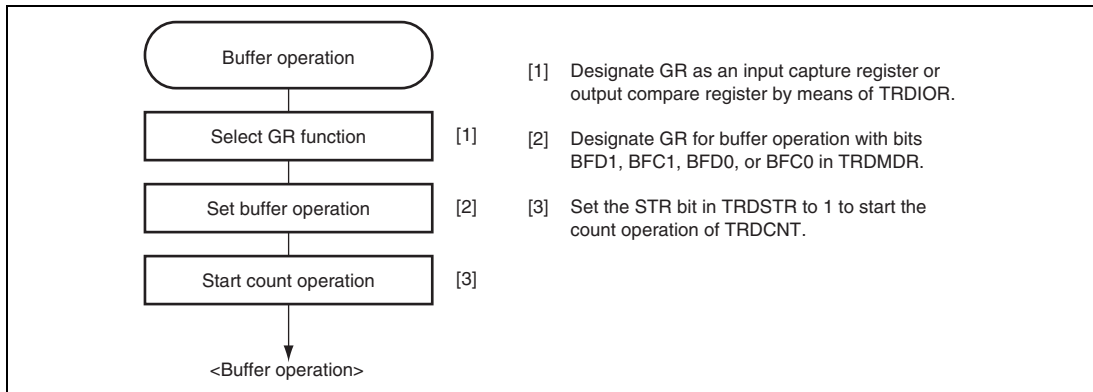 Buffer operation
Select GR function
[1]
Set buffer operation
[2]
Start count operation
[3]
<Buffer operation>
[1] Designate GR as an input capture register or
output compare register by means of TRDIOR.
[2] Designate GR for buffer operation with bits
BFD1, BFC1, BFD0, or BFC0 in TRDMDR.
[3] Set the STR bit in TRDSTR to 1 to start the
count operation of TRDCNT.